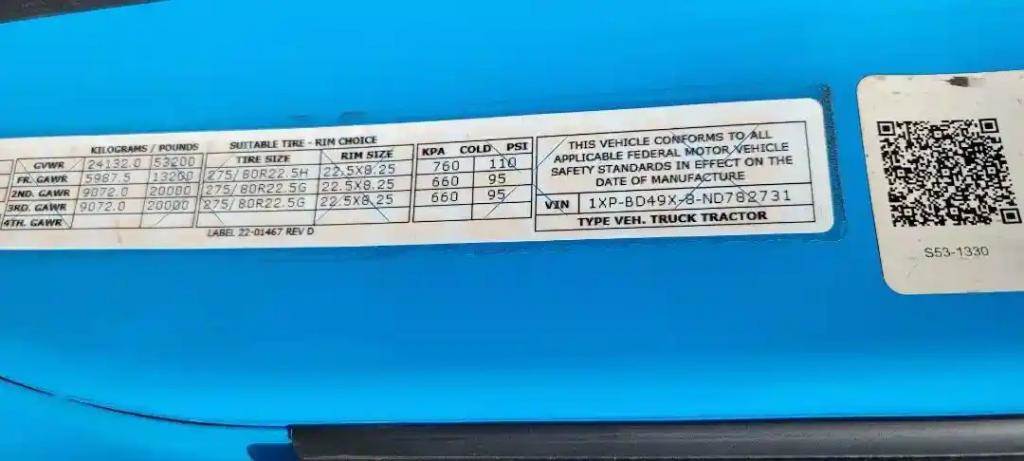 KILOGRAMS / POUNDS SUITABLE TIRE - RIM CHOICE
TIRE SIZE RIM SIZE KPA COLD PSI
GVWR 24132.0 53200
FR. GAWR 5987.5 13200 275/80R22.5H 22.5X8.25 760 110
2ND. GAWR 9072.0 20000 275/80R22.5G 22.5X8.25 660 95
3RD. GAWR 9072.0 20000 275/80R22.5G 22.5X8.25 660 95
4TH. GAWR
LABEL 22-01467 REV D
THIS VEHICLE CONFORMS TO ALL
APPLICABLE FEDERAL MOTOR VEHICLE
SAFETY STANDARDS IN EFFECT ON THE
DATE OF MANUFACTURE
VIN 1XP-BD49X-8-ND782731
TYPE VEH. TRUCK TRACTOR
S53-1330